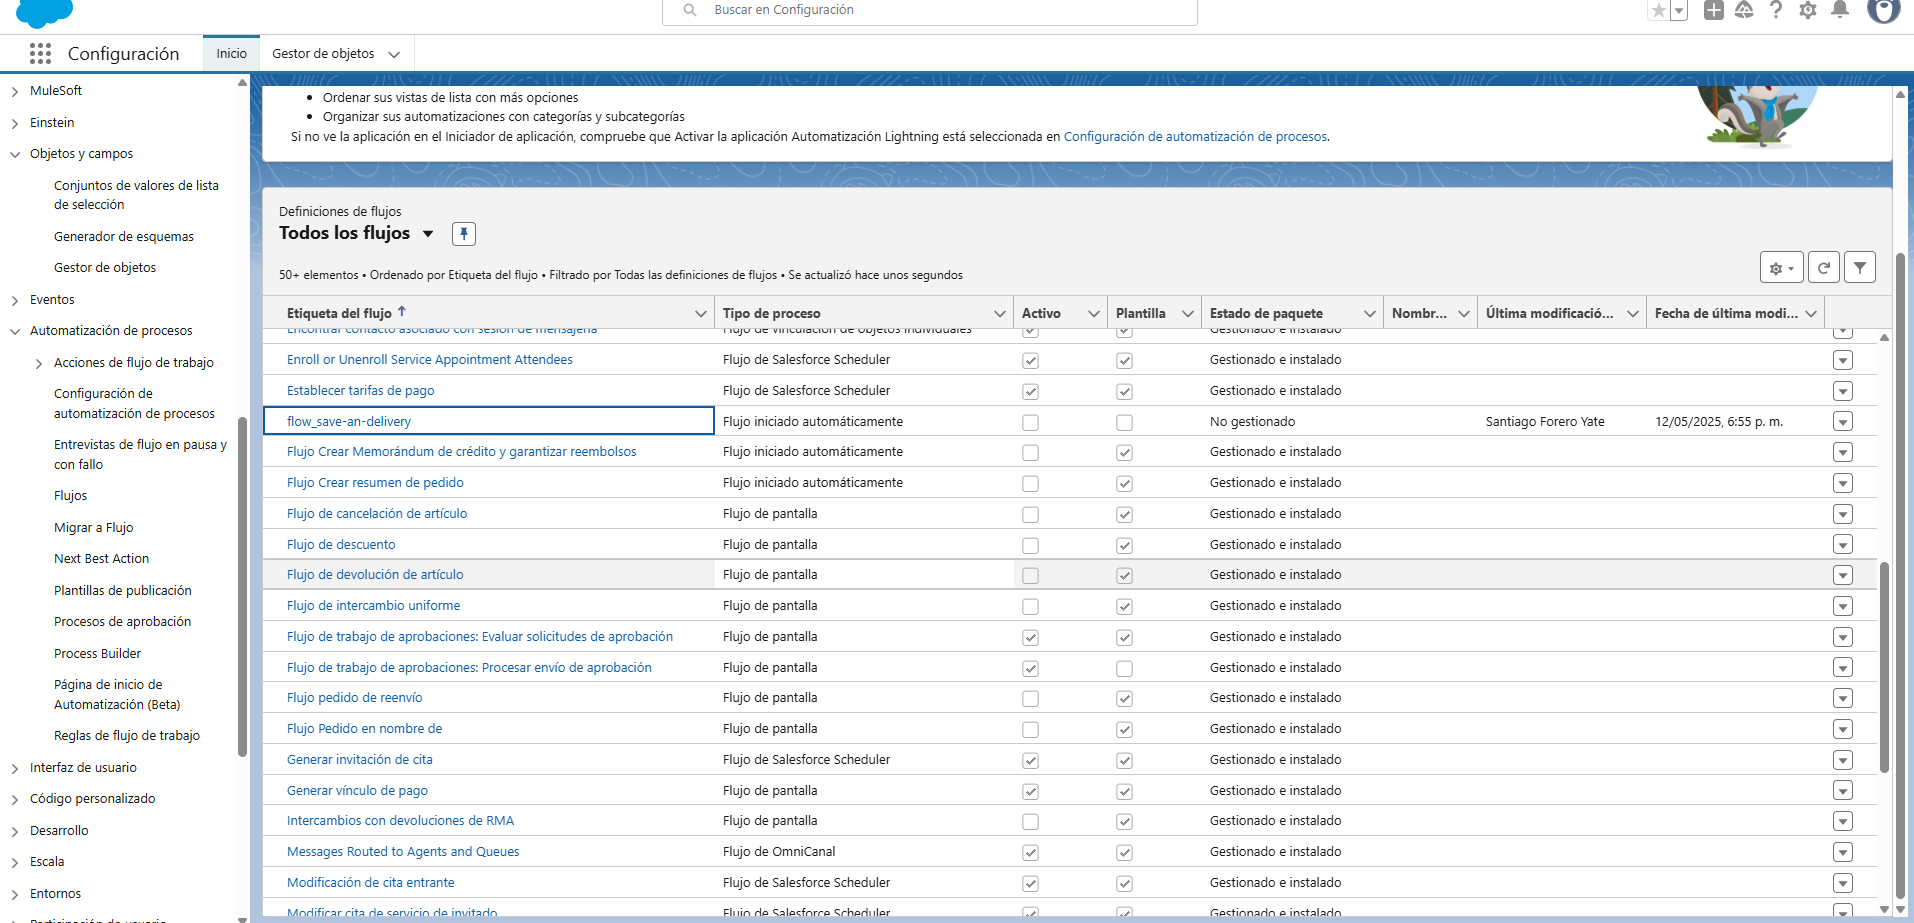 Buscar en Configuración
Configuración
Inicio
Gestor de objetos
MuleSoft
Einstein
Objetos y campos
Conjuntos de valores de lista
de selección
Generador de esquemas
Gestor de objetos
Eventos
Automatización de procesos
Acciones de flujo de trabajo
Configuración de
automatización de procesos
Entrevistas de flujo en pausa y
con fallo
Flujos
Migrar a Flujo
Next Best Action
Plantillas de publicación
Procesos de aprobación
Process Builder
Página de inicio de
Automatización (Beta)
Reglas de flujo de trabajo
Interfaz de usuario
Código personalizado
Desarrollo
Escala
Entornos
• Ordenar sus vistas de lista con más opciones
• Organizar sus automatizaciones con categorías y subcategorías
Si no ve la aplicación en el Iniciador de aplicación, compruebe que Activar la aplicación Automatización Lightning está seleccionada en Configuración de automatización de procesos.
Definiciones de flujos
Todos los flujos
50+ elementos • Ordenado por Etiqueta del flujo • Filtrado por Todas las definiciones de flujos • Se actualizó hace unos segundos
Etiqueta del flujo ↑ Tipo de proceso Activo Plantilla Estado de paquete Nombr... Última modificació... Fecha de última modi...
Encontrar contacto asociado con sesión de mensajería Flujo de vinculación de objetos individuales Gestionado e instalado
Enroll or Unenroll Service Appointment Attendees Flujo de Salesforce Scheduler Gestionado e instalado
Establecer tarifas de pago Flujo de Salesforce Scheduler Gestionado e instalado
flow_save-an-delivery Flujo iniciado automáticamente No gestionado Santiago Forero Yate 12/05/2025, 6:55 p. m.
Flujo Crear Memorándum de crédito y garantizar reembolsos Flujo iniciado automáticamente Gestionado e instalado
Flujo Crear resumen de pedido Flujo iniciado automáticamente Gestionado e instalado
Flujo de cancelación de artículo Flujo de pantalla Gestionado e instalado
Flujo de descuento Flujo de pantalla Gestionado e instalado
Flujo de devolución de artículo Flujo de pantalla Gestionado e instalado
Flujo de intercambio uniforme Flujo de pantalla Gestionado e instalado
Flujo de trabajo de aprobaciones: Evaluar solicitudes de aprobación Flujo de pantalla Gestionado e instalado
Flujo de trabajo de aprobaciones: Procesar envío de aprobación Flujo de pantalla Gestionado e instalado
Flujo pedido de reenvío Flujo de pantalla Gestionado e instalado
Flujo Pedido en nombre de Flujo de pantalla Gestionado e instalado
Generar invitación de cita Flujo de Salesforce Scheduler Gestionado e instalado
Generar vínculo de pago Flujo de pantalla Gestionado e instalado
Intercambios con devoluciones de RMA Flujo de pantalla Gestionado e instalado
Messages Routed to Agents and Queues Flujo de OmniCanal Gestionado e instalado
Modificación de cita entrante Flujo de Salesforce Scheduler Gestionado e instalado
Modificar cita de servicio de invitado Flujo de Salesforce Scheduler Gestionado e instalado